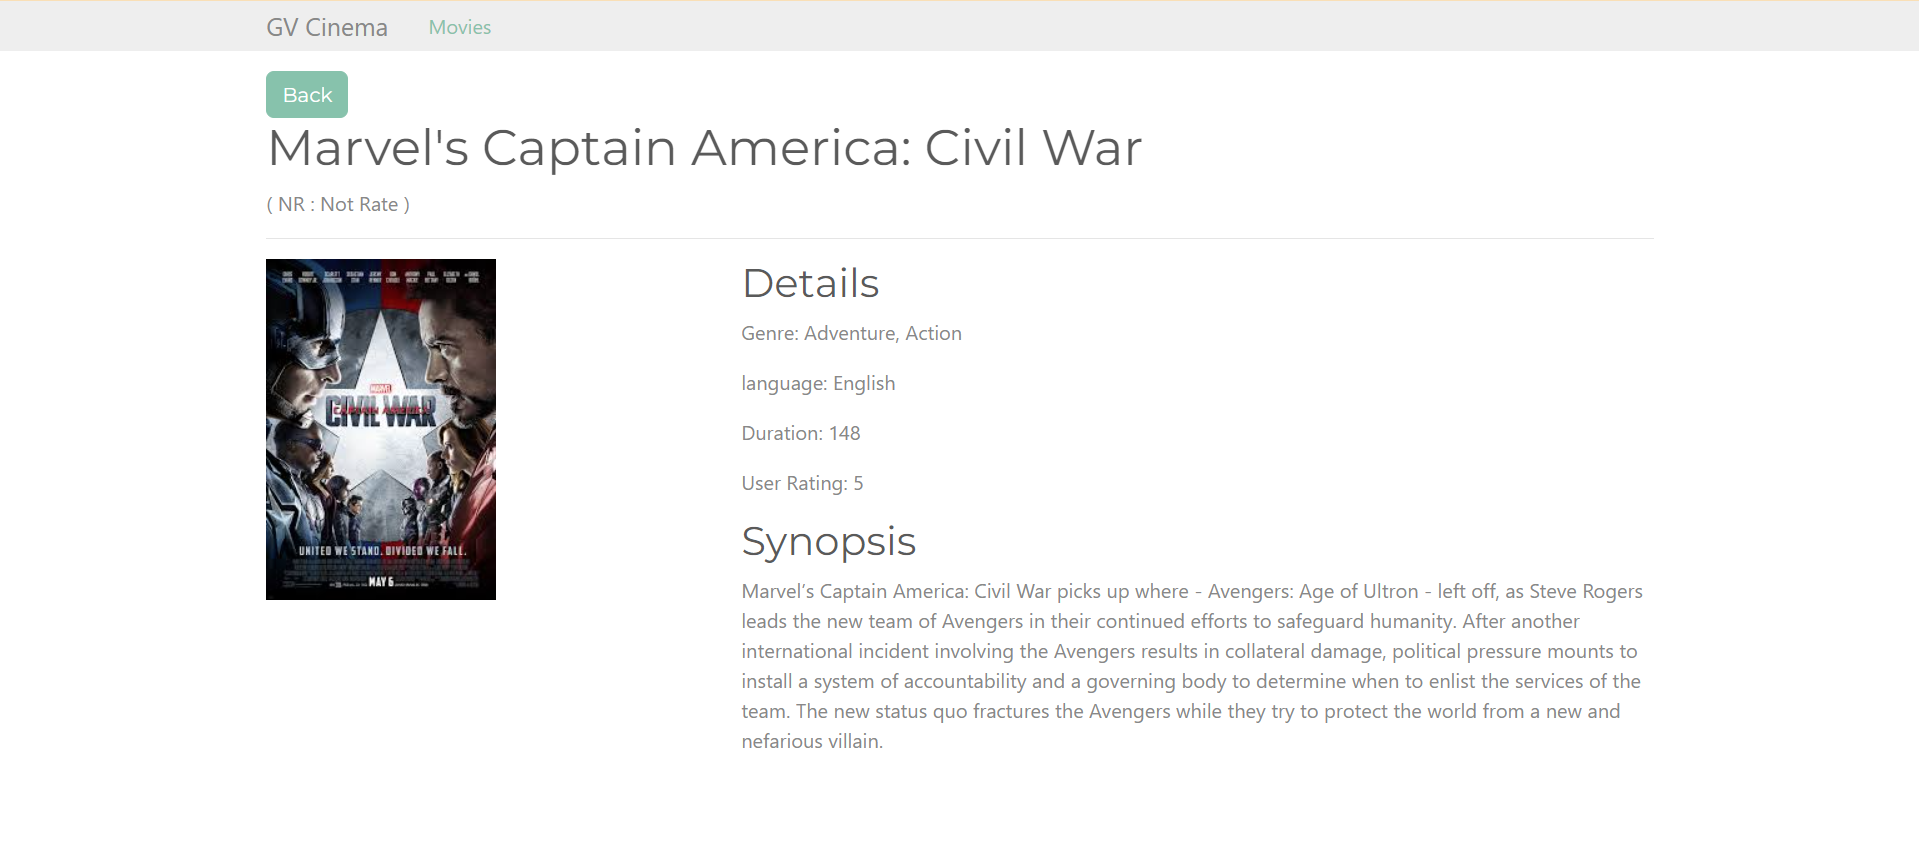 GV Cinema Movies
Back
Marvel's Captain America: Civil War
( NR : Not Rate )
MARVEL
CAPTAIN AMERICA
CIVIL WAR
UNITED WE STAND. DIVIDED WE FALL.
MAY 6
Details
Genre: Adventure, Action
language: English
Duration: 148
User Rating: 5
Synopsis
Marvel’s Captain America: Civil War picks up where - Avengers: Age of Ultron - left off, as Steve Rogers
leads the new team of Avengers in their continued efforts to safeguard humanity. After another
international incident involving the Avengers results in collateral damage, political pressure mounts to
install a system of accountability and a governing body to determine when to enlist the services of the
team. The new status quo fractures the Avengers while they try to protect the world from a new and
nefarious villain.